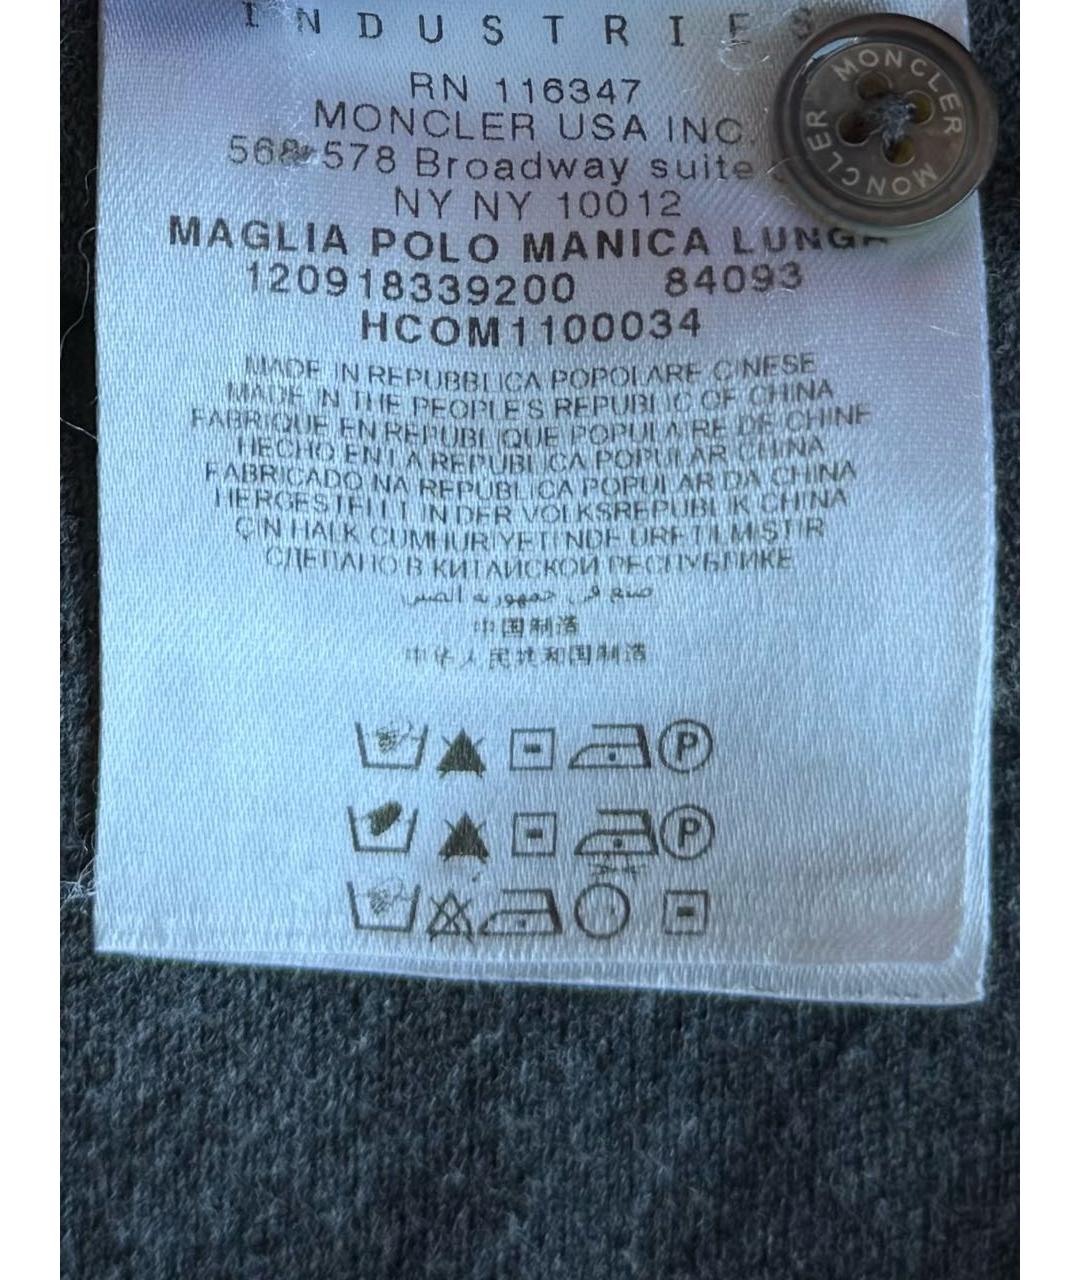 INDUSTRIES
RN 116347
MONCLER USA INC.
568-578 Broadway suite
NY NY 10012
MAGLIA POLO MANICA LUNGA
120918339200 84093
HCOM1100034
MADE IN REPUBBLICA POPOLARE CINESE
MADE IN THE PEOPLE'S REPUBLIC OF CHINA
FABRIQUE EN REPUBLIQUE POPULAIRE DE CHINE
HECHO EN LA REPUBLICA POPULAR CHINA
FABRICADO NA REPUBLICA POPULAR DA CHINA
HERGESTELLT IN DER VOLKSREPUBLIK CHINA
ÇIN HALK CUMHURIYETINDE ÜRETILMISTIR
СДЕЛАНО В КИТАЙСКОЙ РЕСПУБЛИКЕ
صنع في جمهورية الصين
中国制造
中华人民共和国制造
P
P
MONCLER MONCLER MONCLER